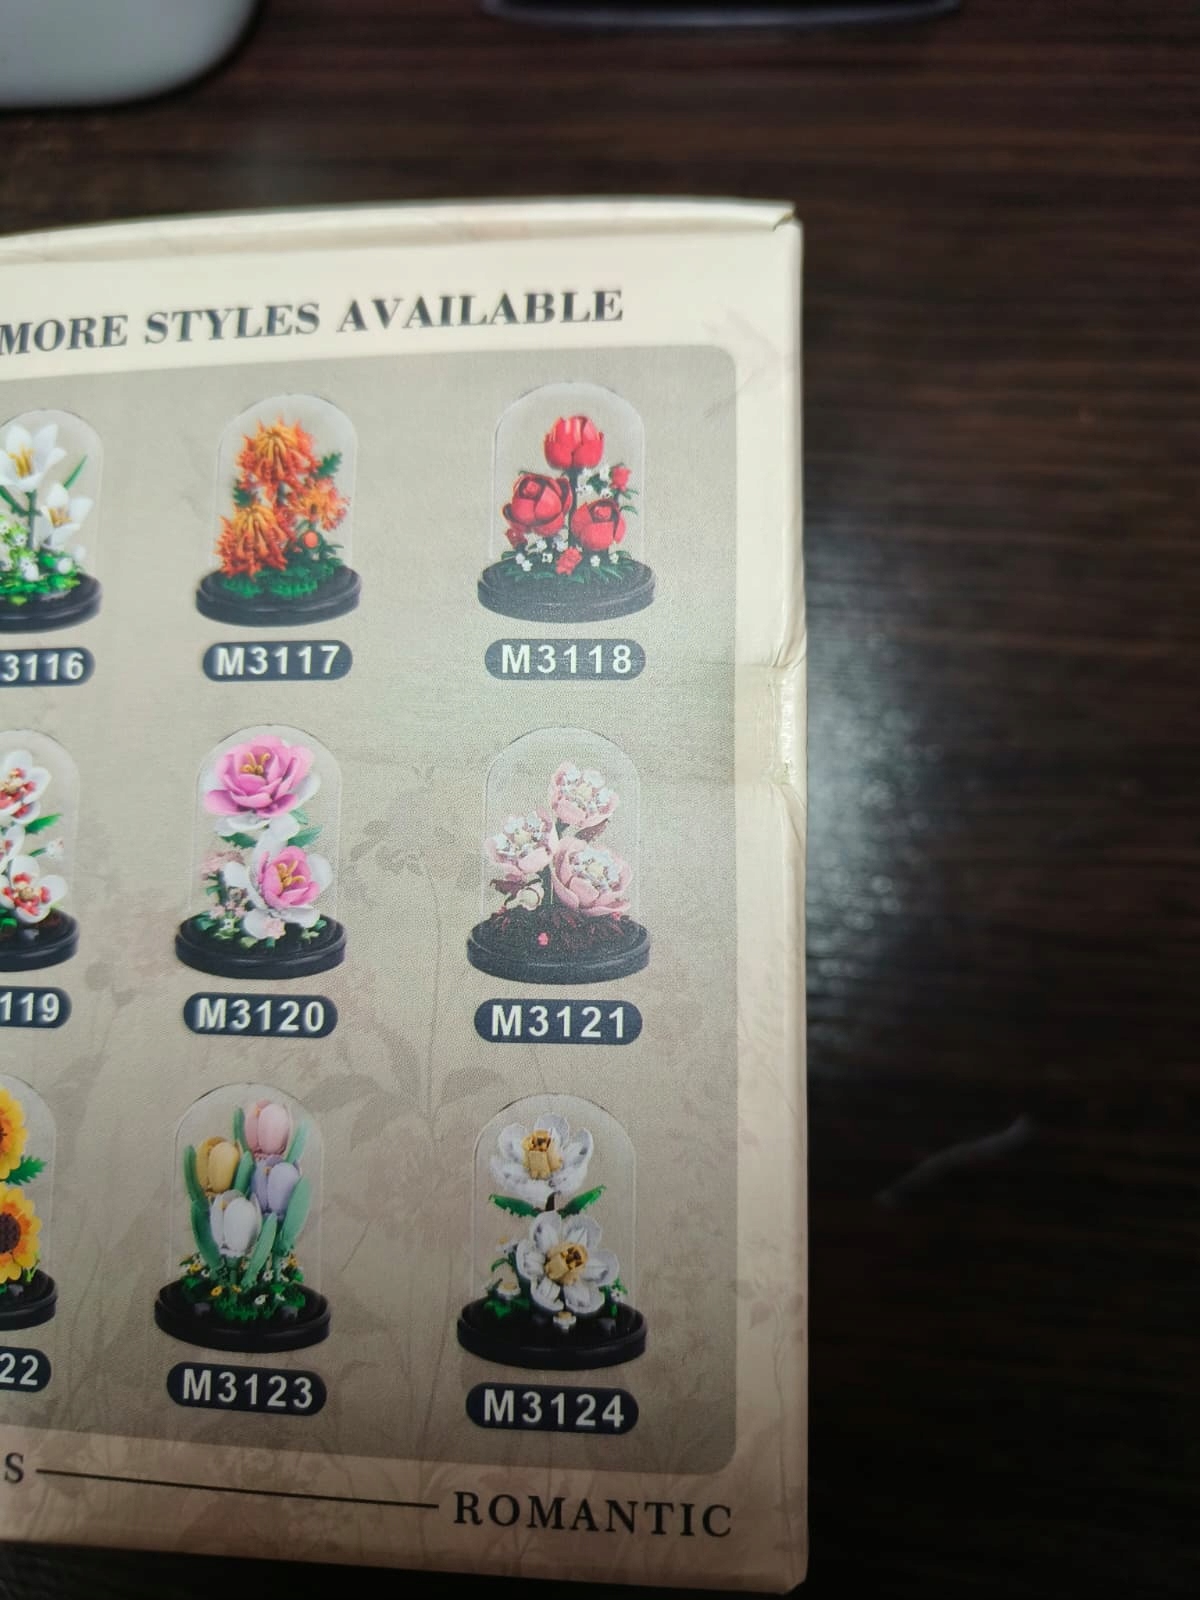 MORE STYLES AVAILABLE
3116 M3117 M3118
119 M3120 M3121
22 M3123 M3124
S ROMANTIC